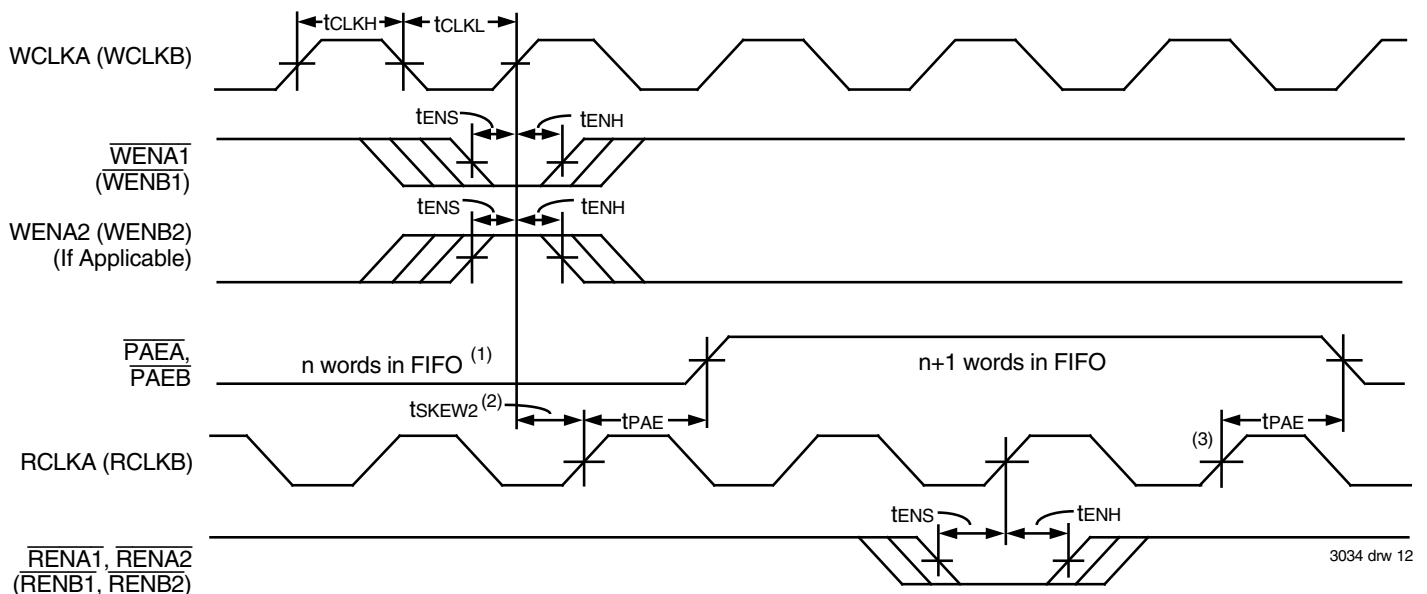 tCLKH tCLKL
WCLKA (WCLKB)
tENS tENH
WENA1
(WENB1)
tENS tENH
WENA2 (WENB2)
(If Applicable)
PAEA,
PAEB
n words in FIFO (1)
n+1 words in FIFO
tSKEW2(2) tPAE tPAE
RCLKA (RCLKB)
(3)
tENS tENH
RENA1, RENA2
(RENB1, RENB2)
3034 drw 12